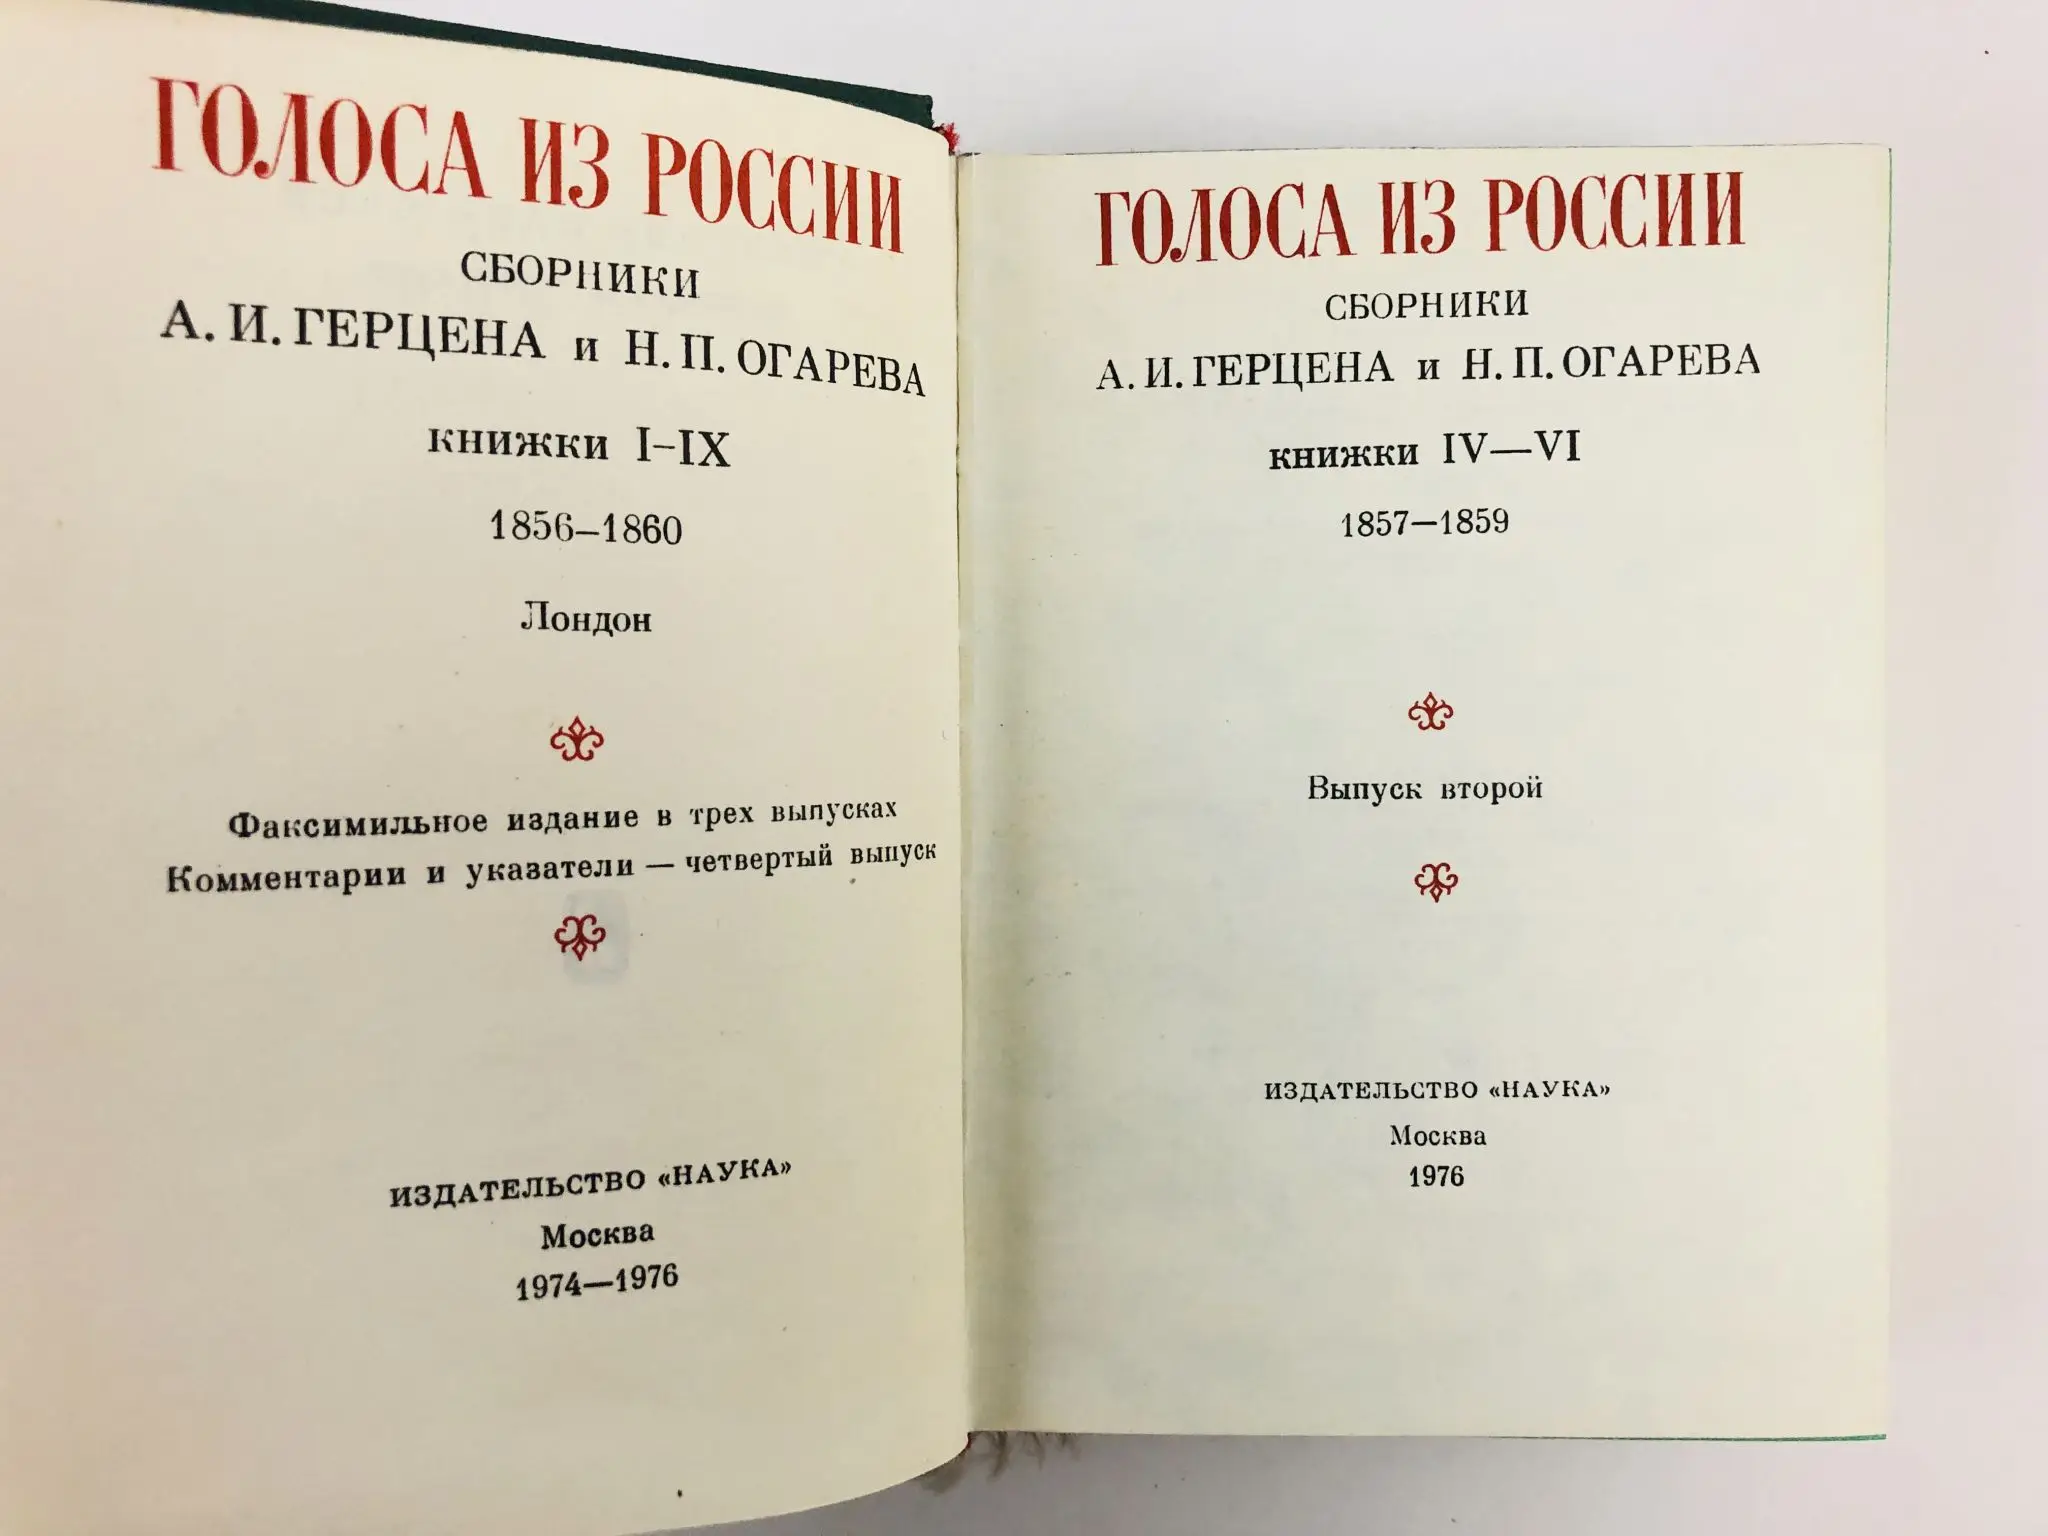 ГОЛОСА ИЗ РОССИИ
СБОРНИКИ
А. И. ГЕРЦЕНА и Н. П. ОГАРЕВА
книжки I–IX
1856–1860
Лондон
Факсимильное издание в трех выпусках
Комментарии и указатели — четвертый выпуск
ИЗДАТЕЛЬСТВО «НАУКА»
Москва
1974—1976
ГОЛОСА ИЗ РОССИИ
СБОРНИКИ
А. И. ГЕРЦЕНА и Н. П. ОГАРЕВА
книжки IV—VI
1857—1859
Выпуск второй
ИЗДАТЕЛЬСТВО «НАУКА»
Москва
1976